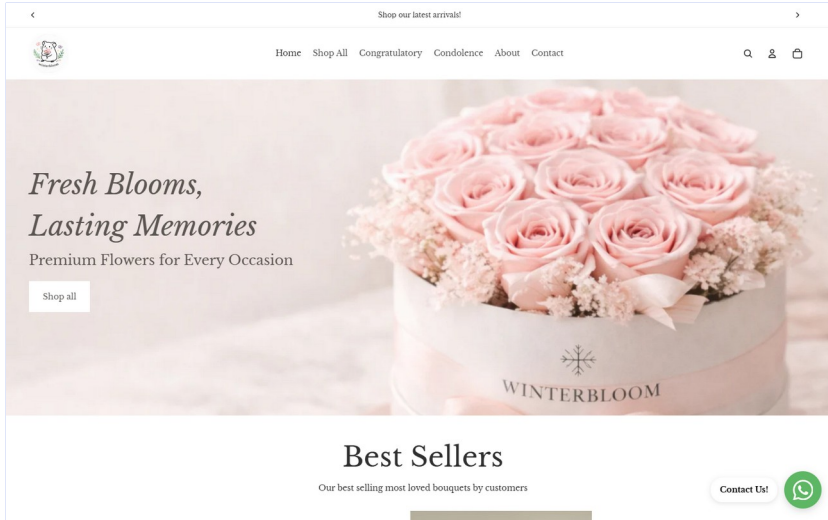 Shop our latest arrivals!
Home Shop All Congratulatory Condolence About Contact
Fresh Blooms,
Lasting Memories
Premium Flowers for Every Occasion
Shop all
WINTERBLOOM
Best Sellers
Our best selling most loved bouquets by customers
Contact Us!